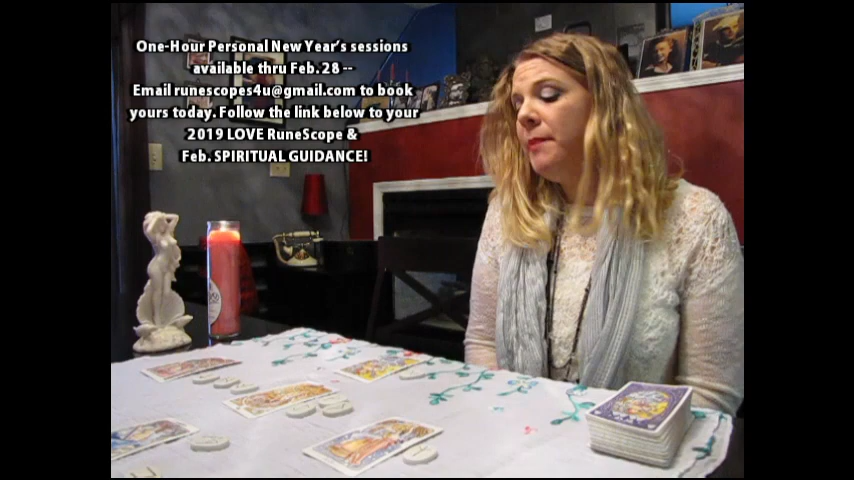 One-Hour Personal New Year's sessions
available thru Feb. 28 --
Email runescopes4u@gmail.com to book
yours today. Follow the link below to your
2019 LOVE RuneScope &
Feb. SPIRITUAL GUIDANCE!